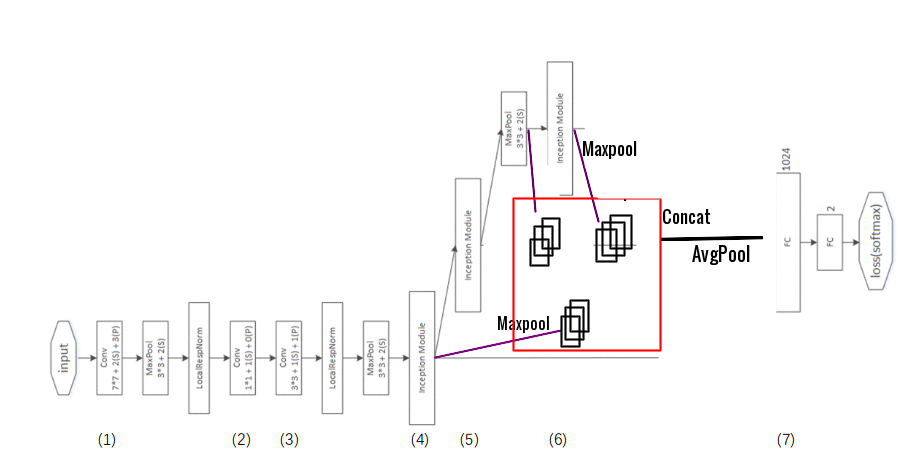 input
Conv
7*7 + 2(S) + 3(P)
MaxPool
3*3 + 2(S)
LocalRespNorm
Conv
1*1 + 1(S) + 0(P)
Conv
3*3 + 1(S) + 1(P)
LocalRespNorm
MaxPool
3*3 + 2(S)
Inception Module
Inception Module
MaxPool
3*3 + 2(S)
Inception Module
Maxpool
Maxpool
Concat
AvgPool
FC
1024
FC
2
loss(softmax)
(1)
(2)
(3)
(4)
(5)
(6)
(7)